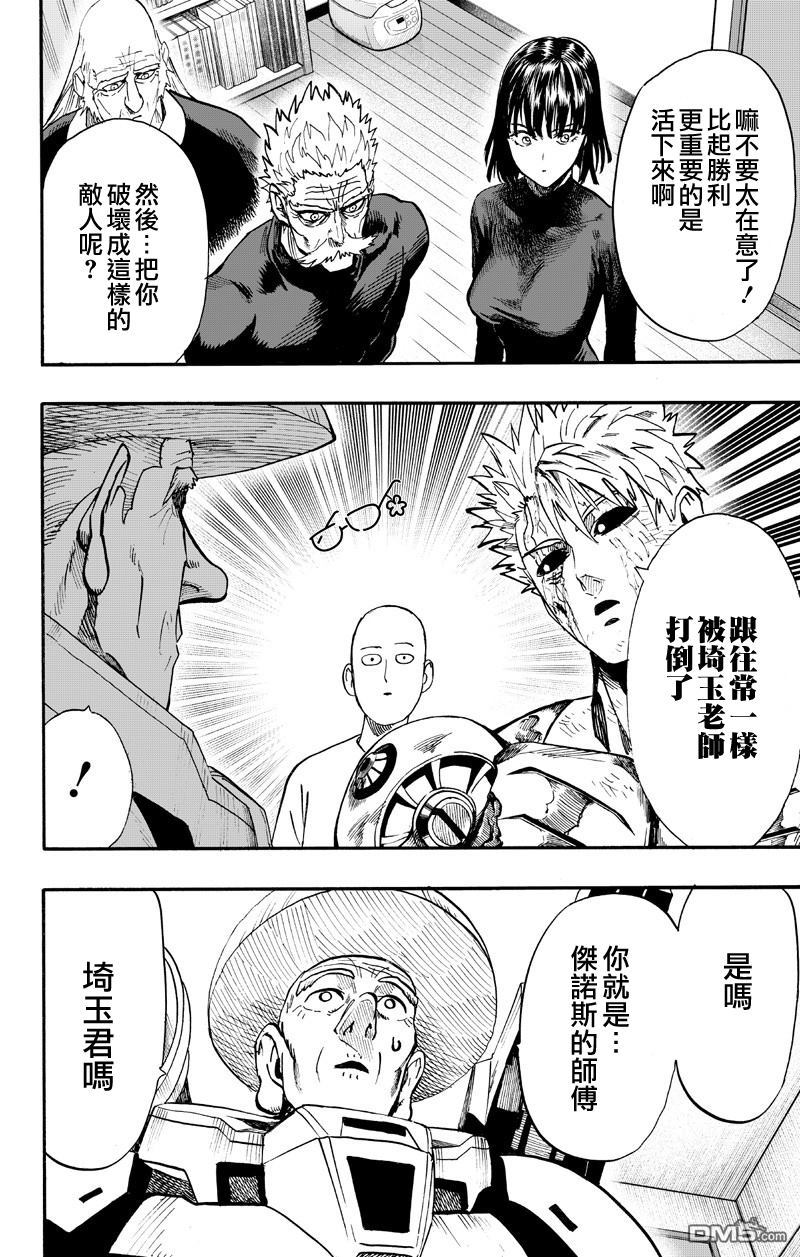 嘛不要太在意了！
比起勝利
更重要的是
活下來啊
然後…把你
破壞成這樣的
敵人呢？
跟往常一樣
被埼玉老師
打倒了
！
是嗎
你就是…
傑諾斯的師傅
埼玉君嗎
DM5.com